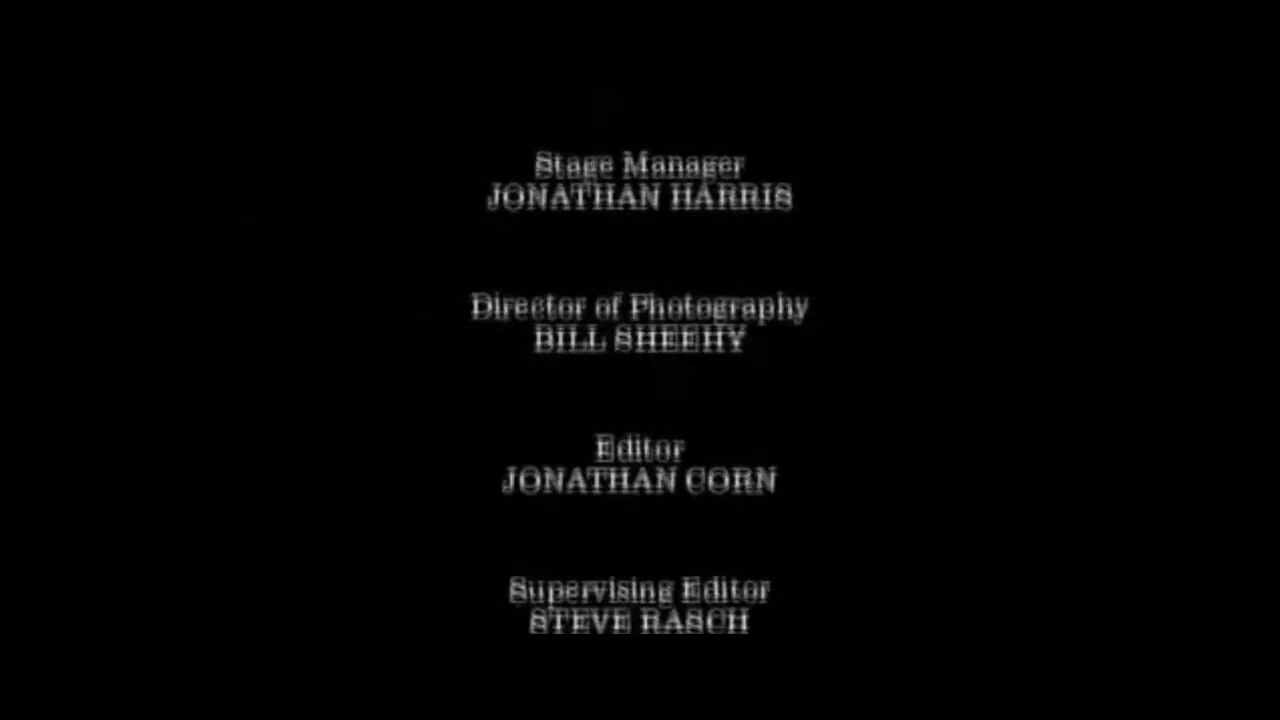 Stage Manager
JONATHAN HARRIS
Director of Photography
BILL SHEEHY
Editor
JONATHAN CORN
Supervising Editor
STEVE RASCH